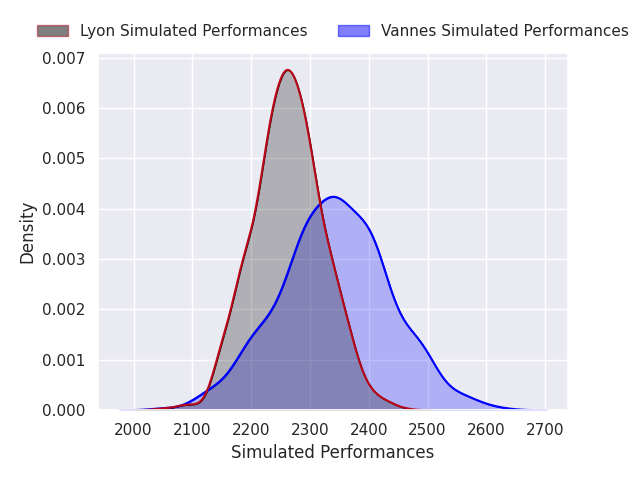 Lyon Simulated Performances Vannes Simulated Performances
0.007
0.006
0.005
0.004
0.003
0.002
0.001
0.000
Density
2000 2100 2200 2300 2400 2500 2600 2700
Simulated Performances